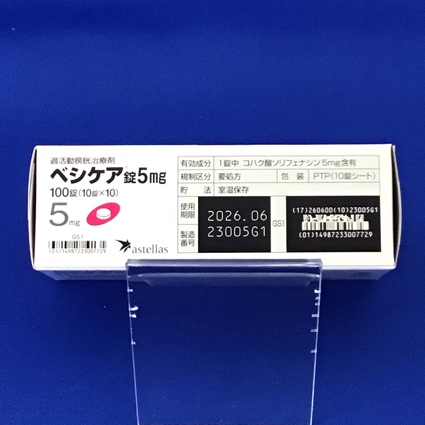 過活動膀胱治療剤
ベシケア錠5mg
100錠(10錠×10)
5mg
GS1
(01)14987233007729
astellas
有効成分 1錠中 コハク酸ソリフェナシン5mg含有
規制区分 要処方 包装 PTP(10錠シート)
貯法 室温保存
使用期限 2026.06
製造番号 23005G1
GS1
(17)260600(10)23005G1
(01)14987233007729